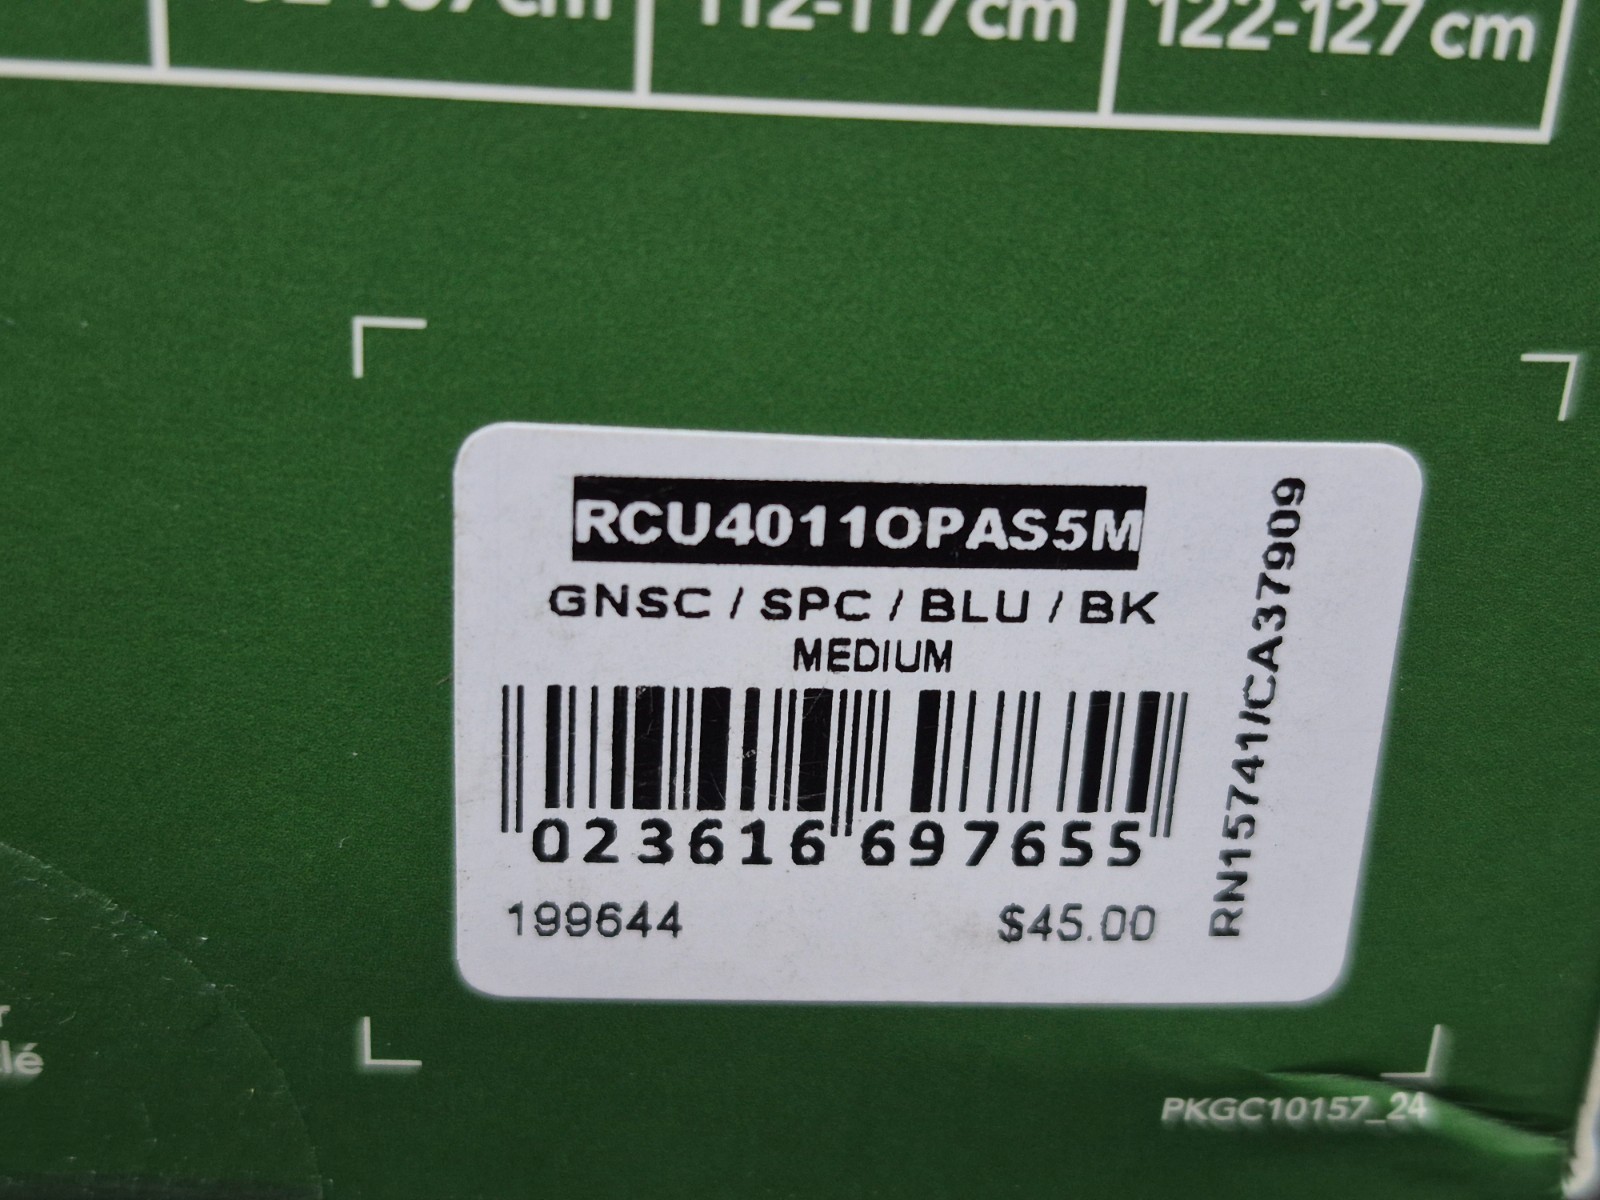 112-117cm
122-127 cm
RCU4011OPAS5M
GNSC / SPC / BLU / BK
MEDIUM
023616 697655
199644
$45.00
RN15741/CA37909
PKGC10157_24